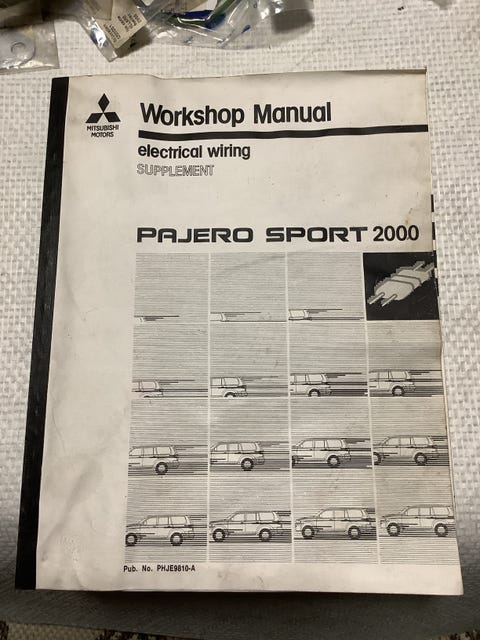 MITSUBISHI
MOTORS
Workshop Manual
electrical wiring
SUPPLEMENT
PAJERO SPORT 2000
Pub. No. PHJE9810-A